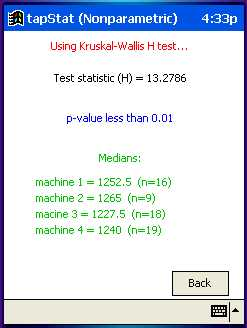 tapStat (Nonparametric) 4:33p
Using Kruskal-Wallis H test...
Test statistic (H) = 13.2786
p-value less than 0.01
Medians:
machine 1 = 1252.5 (n=16)
machine 2 = 1265 (n=9)
macine 3 = 1227.5 (n=18)
machine 4 = 1240 (n=19)
Back